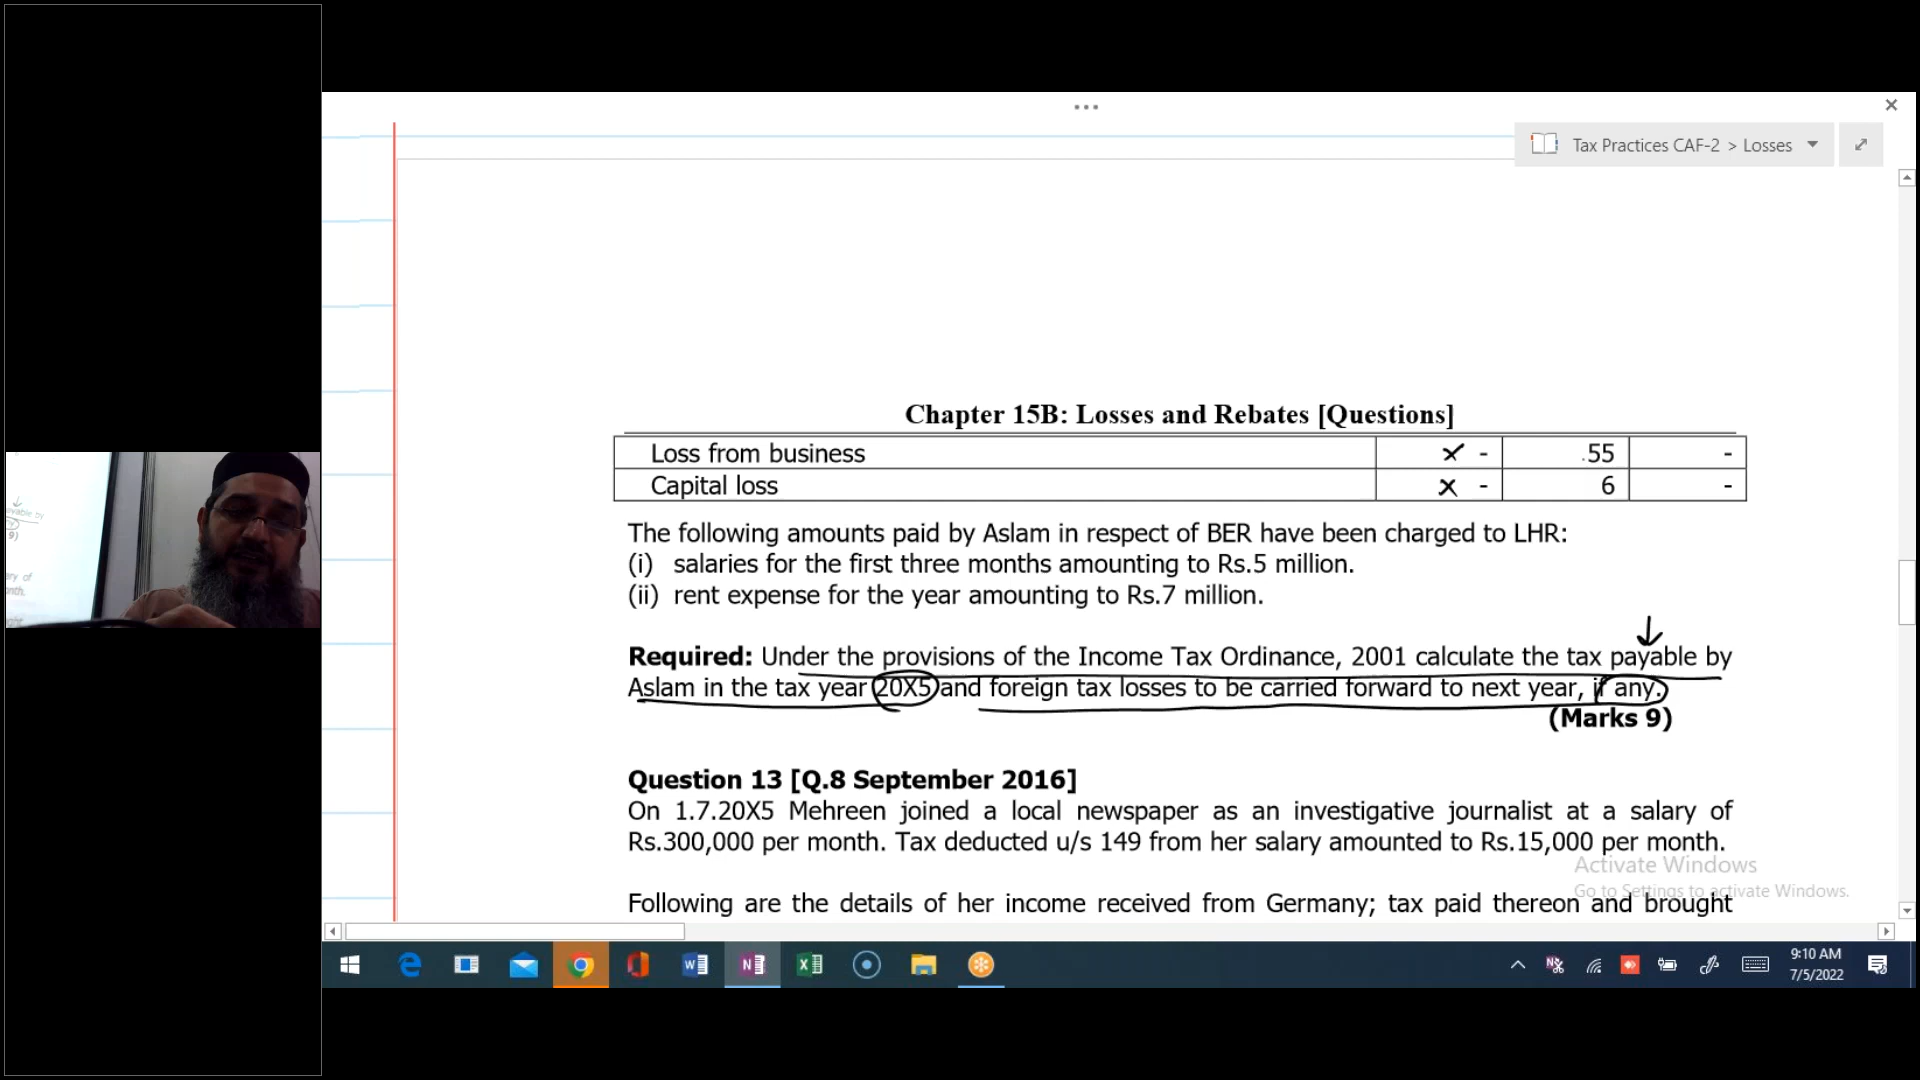 Tax Practices CAF-2 > Losses
Chapter 15B: Losses and Rebates [Questions]
Loss from business x - .55 -
Capital loss x - 6 -
The following amounts paid by Aslam in respect of BER have been charged to LHR:
(i) salaries for the first three months amounting to Rs.5 million.
(ii) rent expense for the year amounting to Rs.7 million.
Required: Under the provisions of the Income Tax Ordinance, 2001 calculate the tax payable by
Aslam in the tax year 20X5 and foreign tax losses to be carried forward to next year, if any.
(Marks 9)
Question 13 [Q.8 September 2016]
On 1.7.20X5 Mehreen joined a local newspaper as an investigative journalist at a salary of
Rs.300,000 per month. Tax deducted u/s 149 from her salary amounted to Rs.15,000 per month.
Activate Windows
Go to Settings to activate Windows.
Following are the details of her income received from Germany; tax paid thereon and brought
9:10 AM
7/5/2022